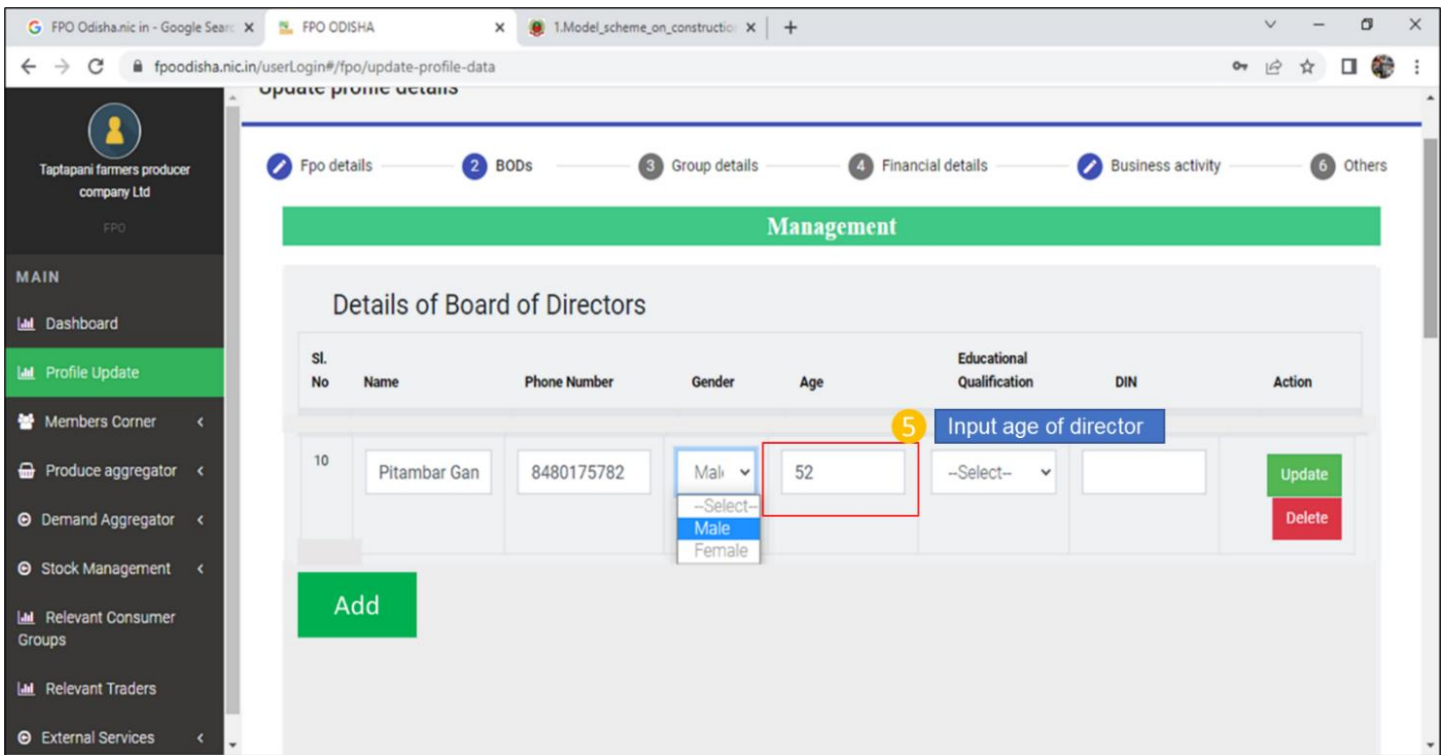 FPO Odisha.nic in - Google Sear
FPO ODISHA
1.Model_scheme_on_constructio
fpoodisha.nic.in/userLogin#/fpo/update-profile-data
Update profile details
Taptapani farmers producer
company Ltd
FPO
Fpo details
2 BODs
3 Group details
4 Financial details
Business activity
6 Others
Management
MAIN
Dashboard
Profile Update
Members Corner
Produce aggregator
Demand Aggregator
Stock Management
Relevant Consumer
Groups
Relevant Traders
External Services
Details of Board of Directors
Sl.
No
Name
Phone Number
Gender
Age
Educational
Qualification
DIN
Action
5 Input age of director
10
Pitambar Gan
8480175782
Mal
52
--Select--
Update
Delete
--Select--
Male
Female
Add